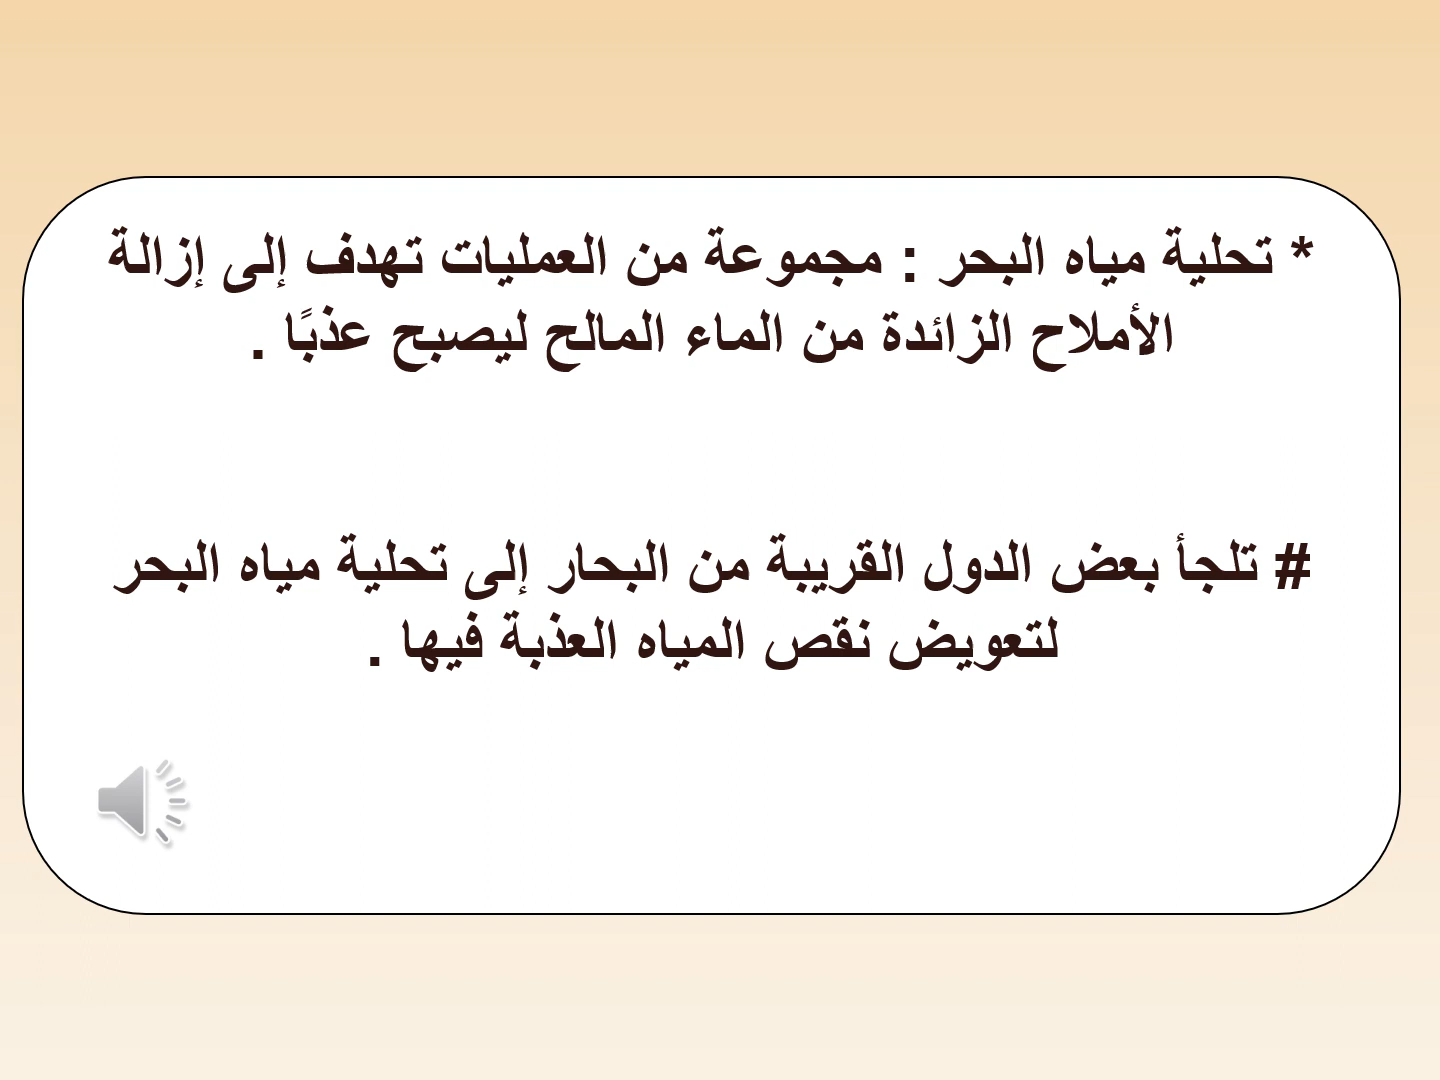 * تحلية مياه البحر : مجموعة من العمليات تهدف إلى إزالة
الأملاح الزائدة من الماء المالح ليصبح عذبًا .
# تلجأ بعض الدول القريبة من البحار إلى تحلية مياه البحر
لتعويض نقص المياه العذبة فيها .